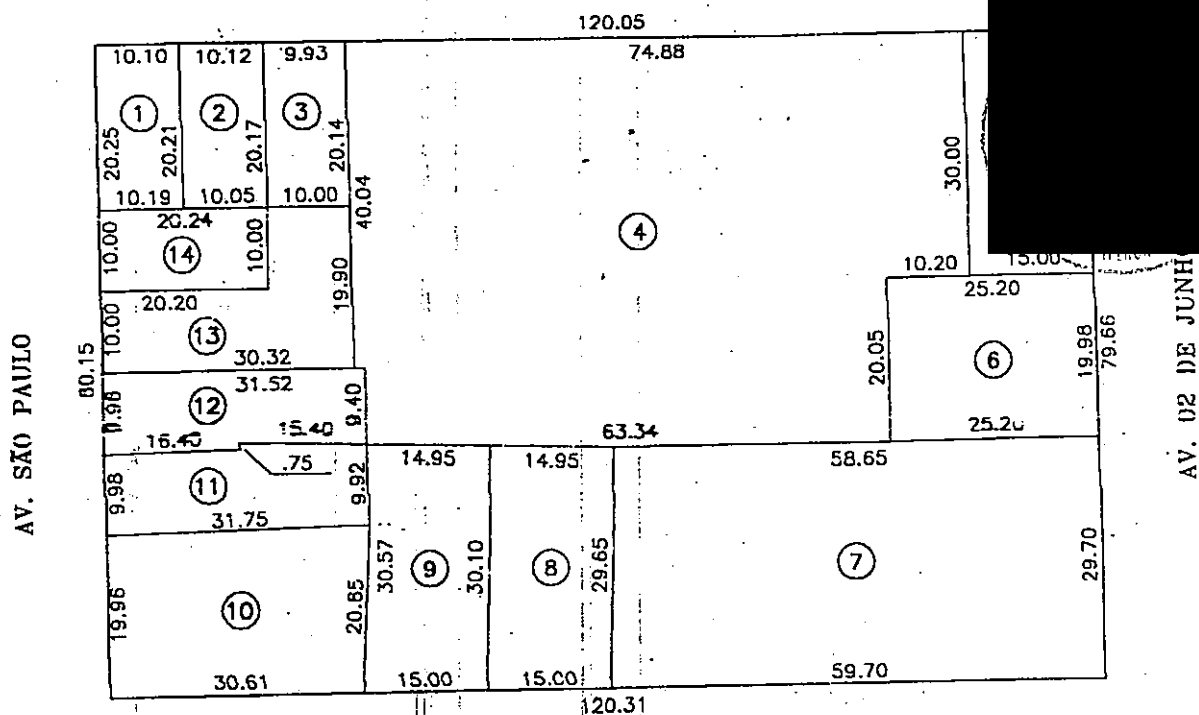 120.05
10.10 10.12 9.93 74.88
1 2 3
20.25 20.21 20.17 20.14 30.00
10.19 10.05 10.00 40.04
20.24 4
10.00 14 10.00
10.20 15.00
20.20 19.90 25.20
10.00 13 20.05 6 19.98 79.66
AV. SÃO PAULO
AV. 02 DE JUNHO
80.15 30.32
31.52
9.98 12 9.40
16.40 15.40 63.34 25.20
.75 14.95 14.95 58.65
9.98 11 9.92
31.75
30.57 9 30.10 8 29.65 7 29.70
19.96 10 20.85
30.61 15.00 15.00 59.70
120.31